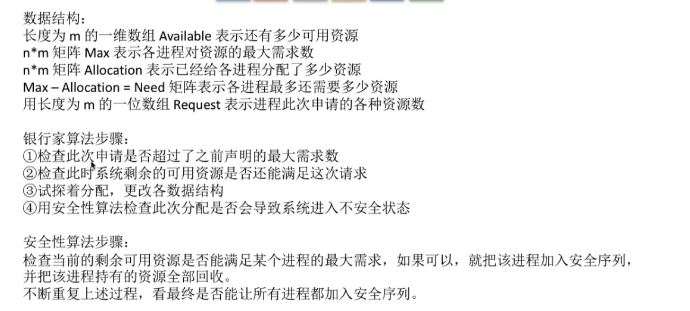 数据结构：
长度为 m 的一维数组 Available 表示还有多少可用资源
n*m 矩阵 Max 表示各进程对资源的最大需求数
n*m 矩阵 Allocation 表示已经给各进程分配了多少资源
Max – Allocation = Need 矩阵表示各进程最多还需要多少资源
用长度为 m 的一位数组 Request 表示进程此次申请的各种资源数
银行家算法步骤：
①检查此次申请是否超过了之前声明的最大需求数
②检查此时系统剩余的可用资源是否还能满足这次请求
③试探着分配，更改各数据结构
④用安全性算法检查此次分配是否会导致系统进入不安全状态
安全性算法步骤：
检查当前的剩余可用资源是否能满足某个进程的最大需求，如果可以，就把该进程加入安全序列，
并把该进程持有的资源全部回收。
不断重复上述过程，看最终是否能让所有进程都加入安全序列。